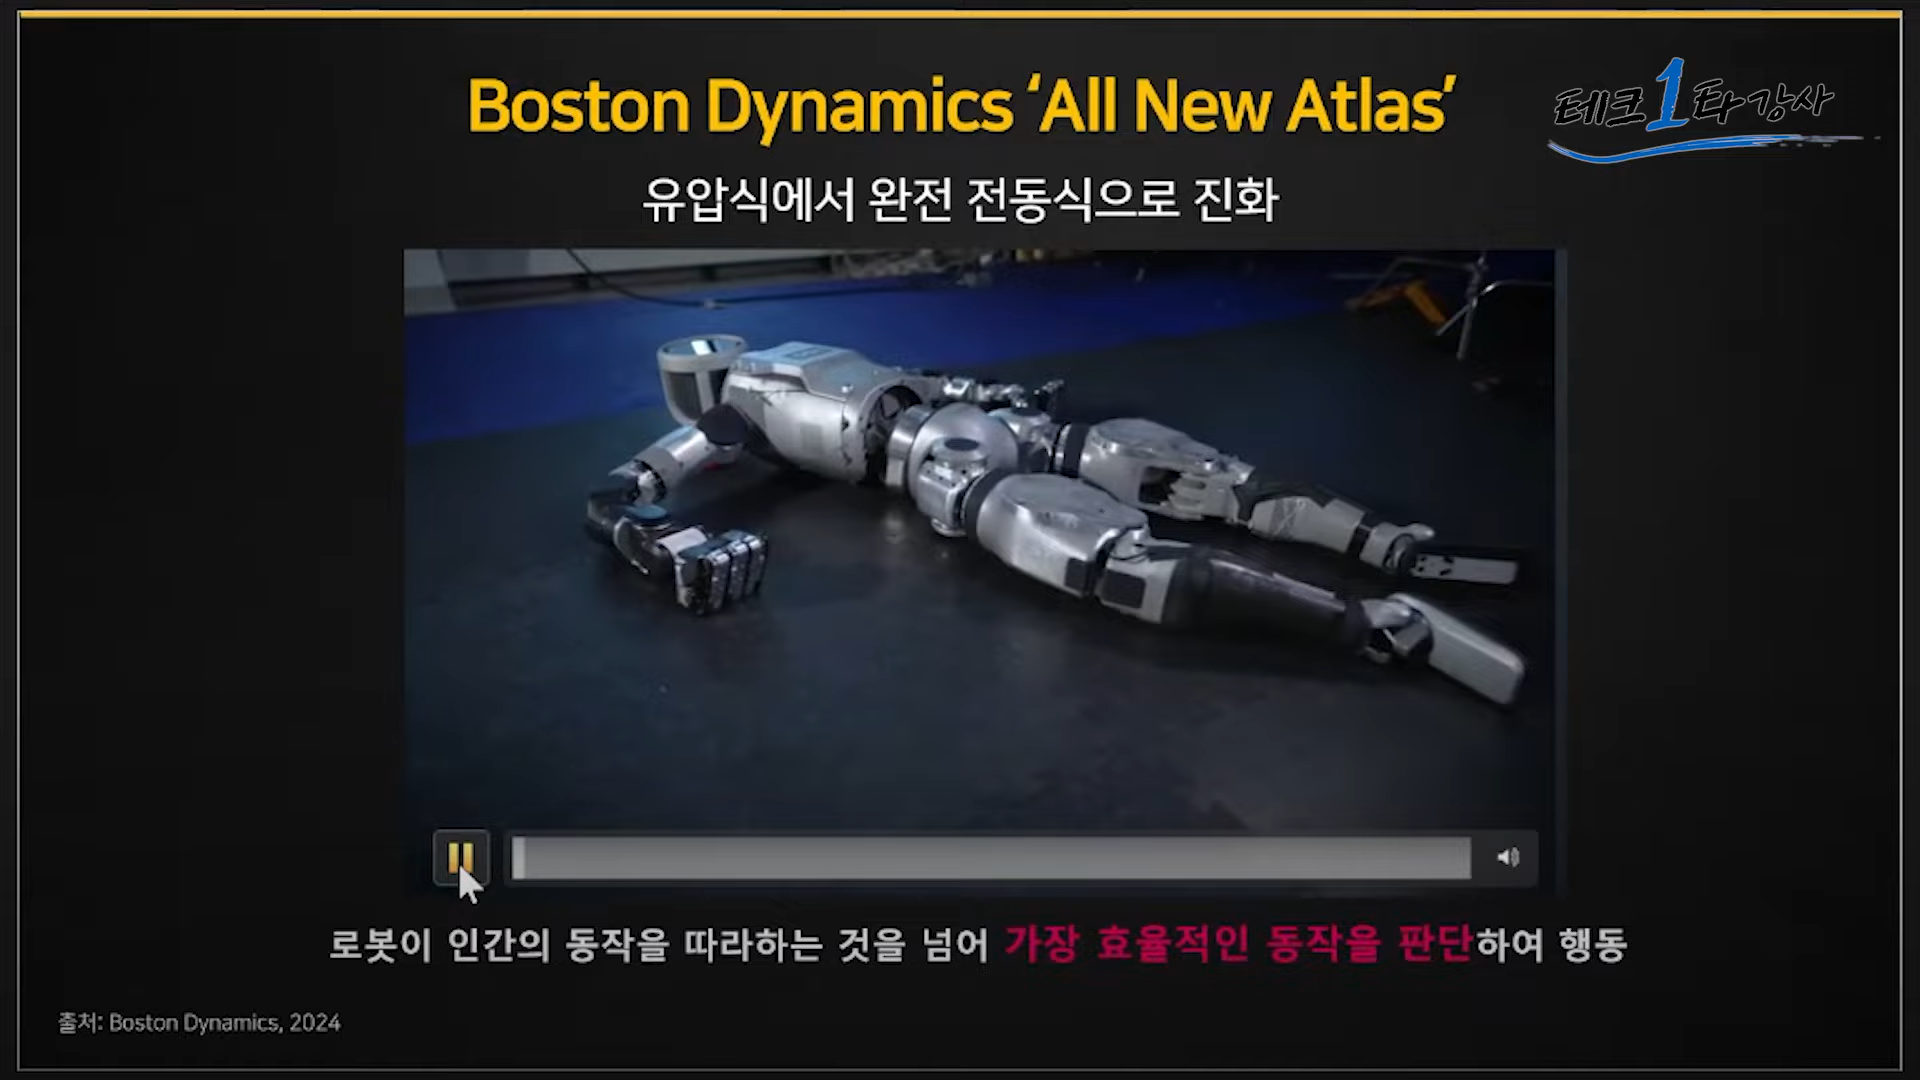 Boston Dynamics ‘All New Atlas’
테크1타강사
유압식에서 완전 전동식으로 진화
로봇이 인간의 동작을 따라하는 것을 넘어 가장 효율적인 동작을 판단하여 행동
출처: Boston Dynamics, 2024